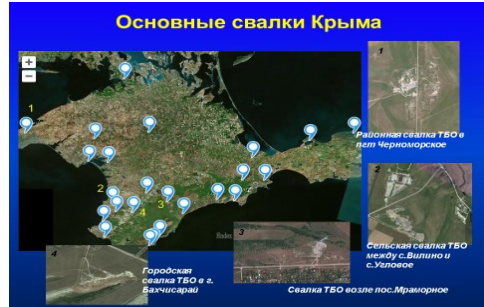 Основные свалки Крыма
+
−
1
2
3
4
Яndex
1
Районная свалка ТБО в
пгт Черноморское
2
Сельская свалка ТБО
между с.Вилино и
с.Угловое
3
Свалка ТБО возле пос.Мраморное
4
Городская
свалка ТБО в г.
Бахчисарай